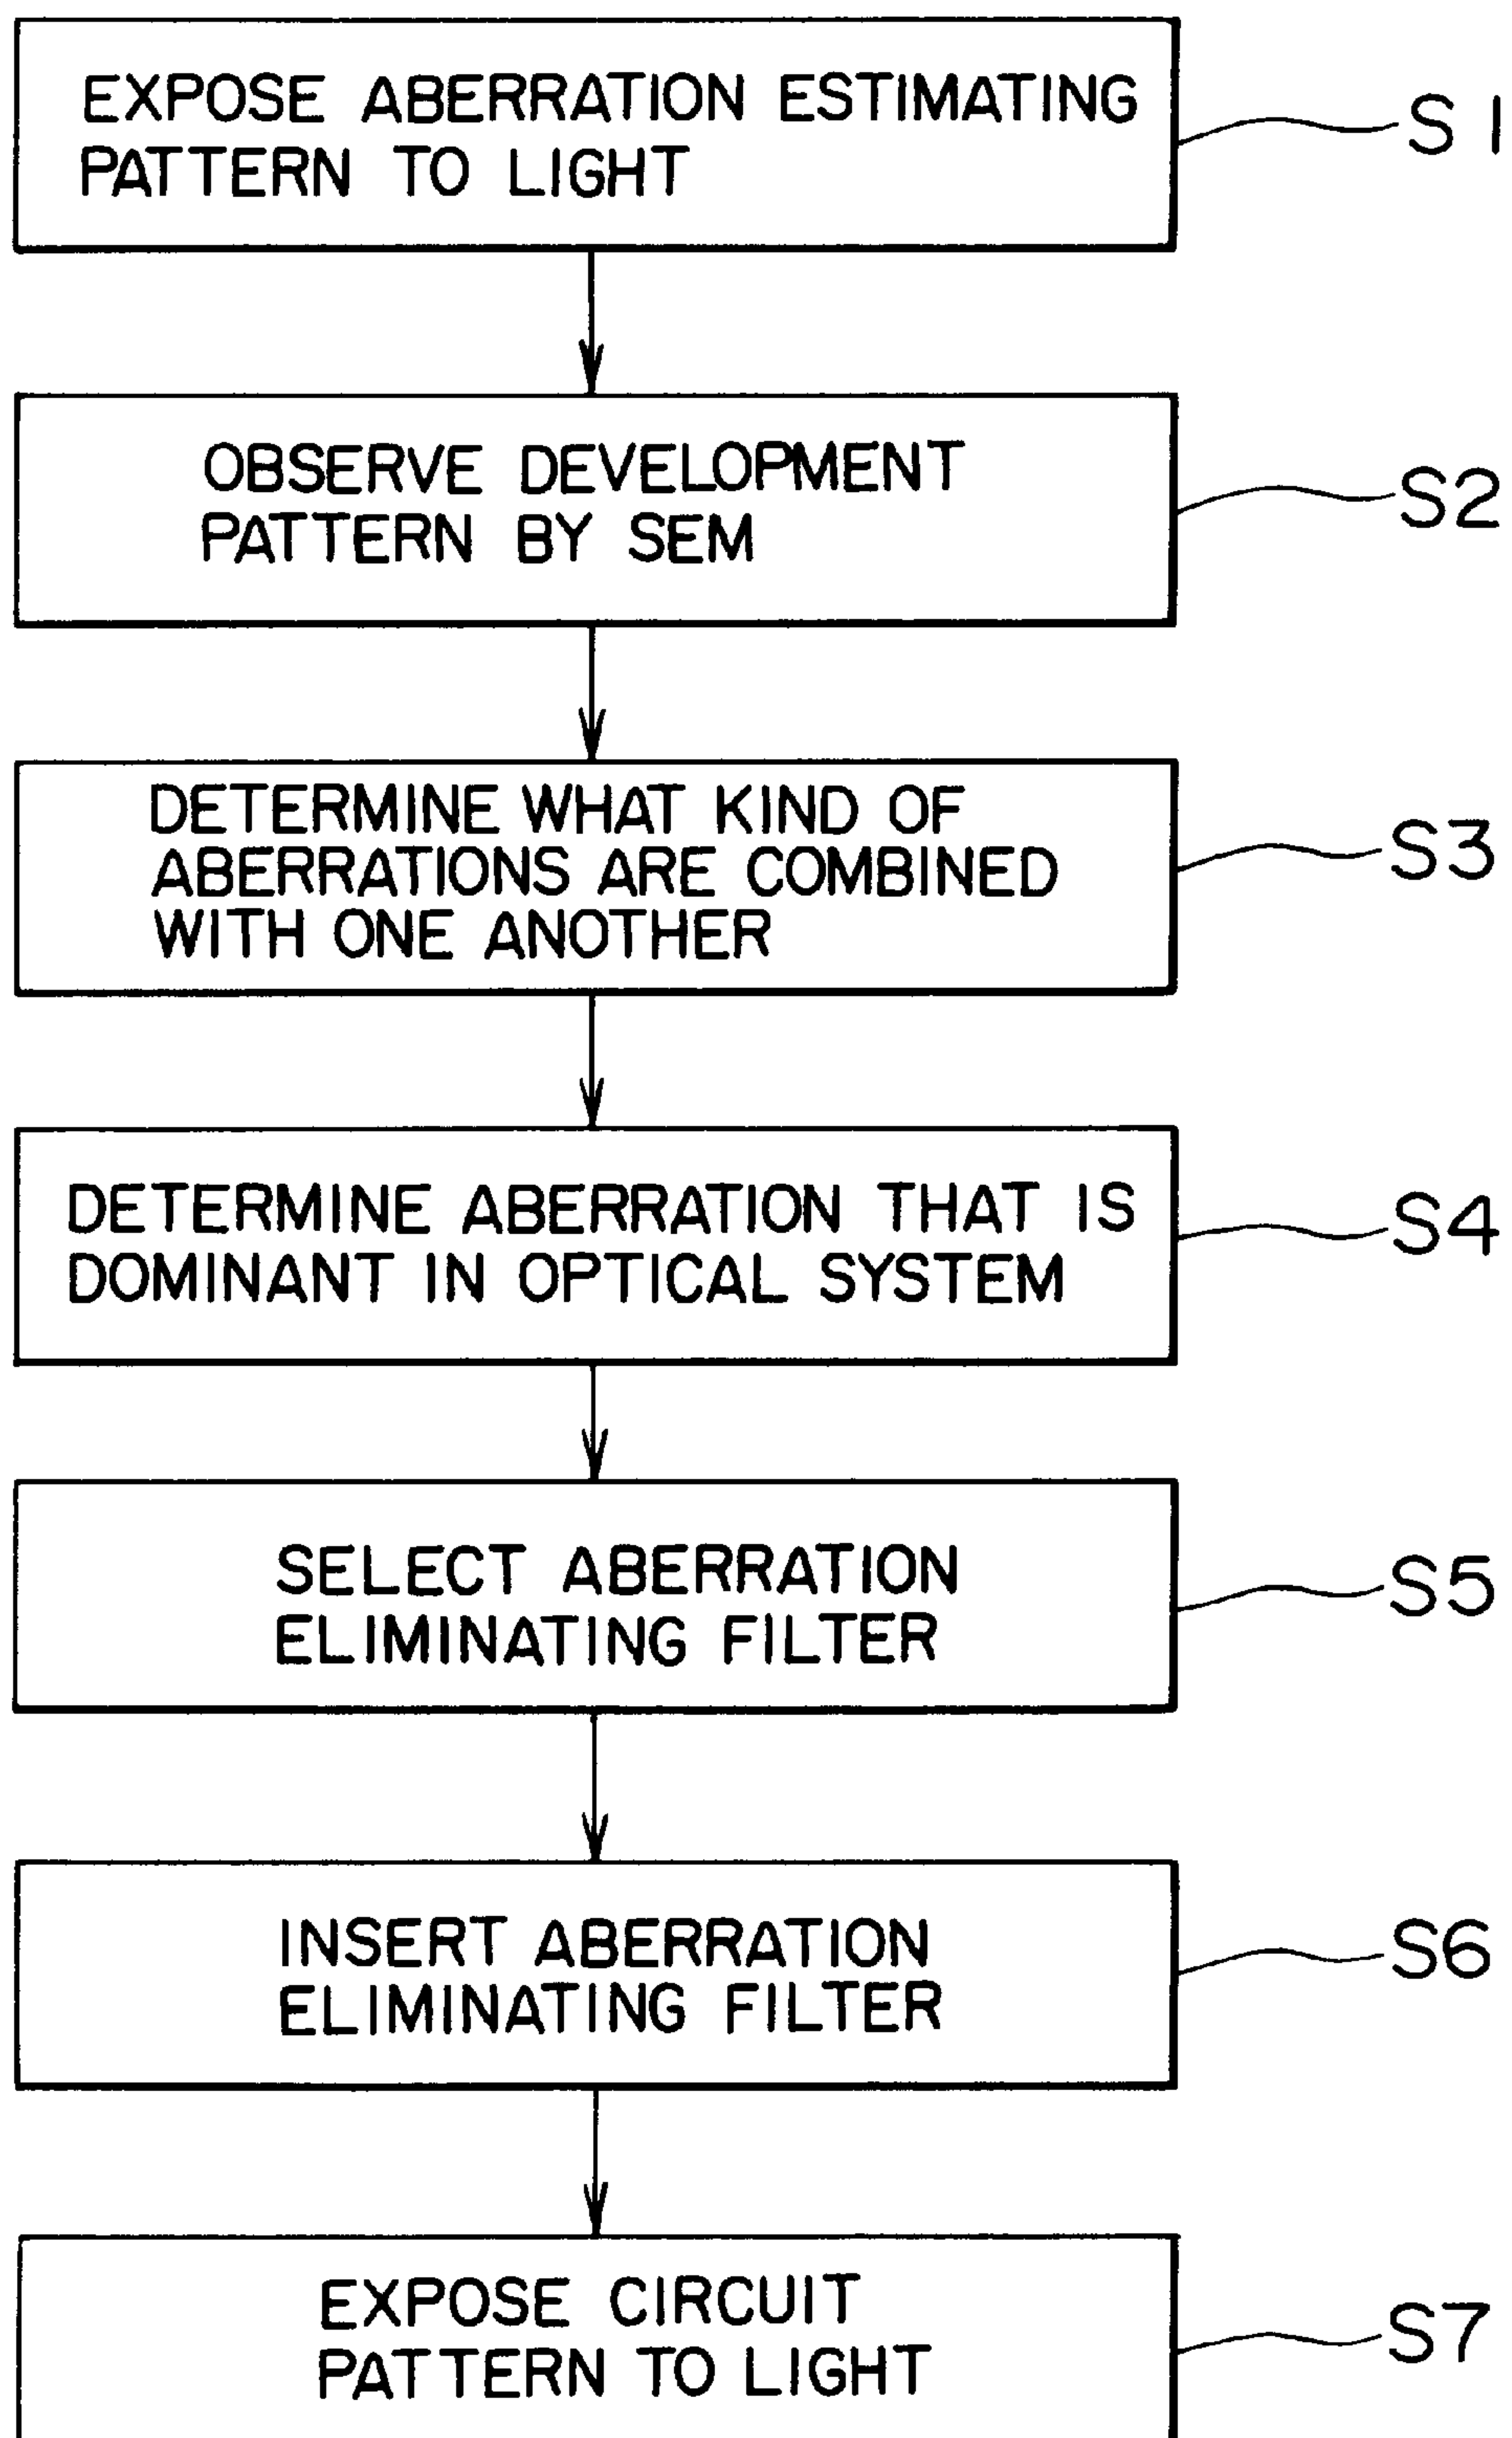 EXPOSE ABERRATION ESTIMATING
PATTERN TO LIGHT
S1
OBSERVE DEVELOPMENT
PATTERN BY SEM
S2
DETERMINE WHAT KIND OF
ABERRATIONS ARE COMBINED
WITH ONE ANOTHER
S3
DETERMINE ABERRATION THAT IS
DOMINANT IN OPTICAL SYSTEM
S4
SELECT ABERRATION
ELIMINATING FILTER
S5
INSERT ABERRATION
ELIMINATING FILTER
S6
EXPOSE CIRCUIT
PATTERN TO LIGHT
S7